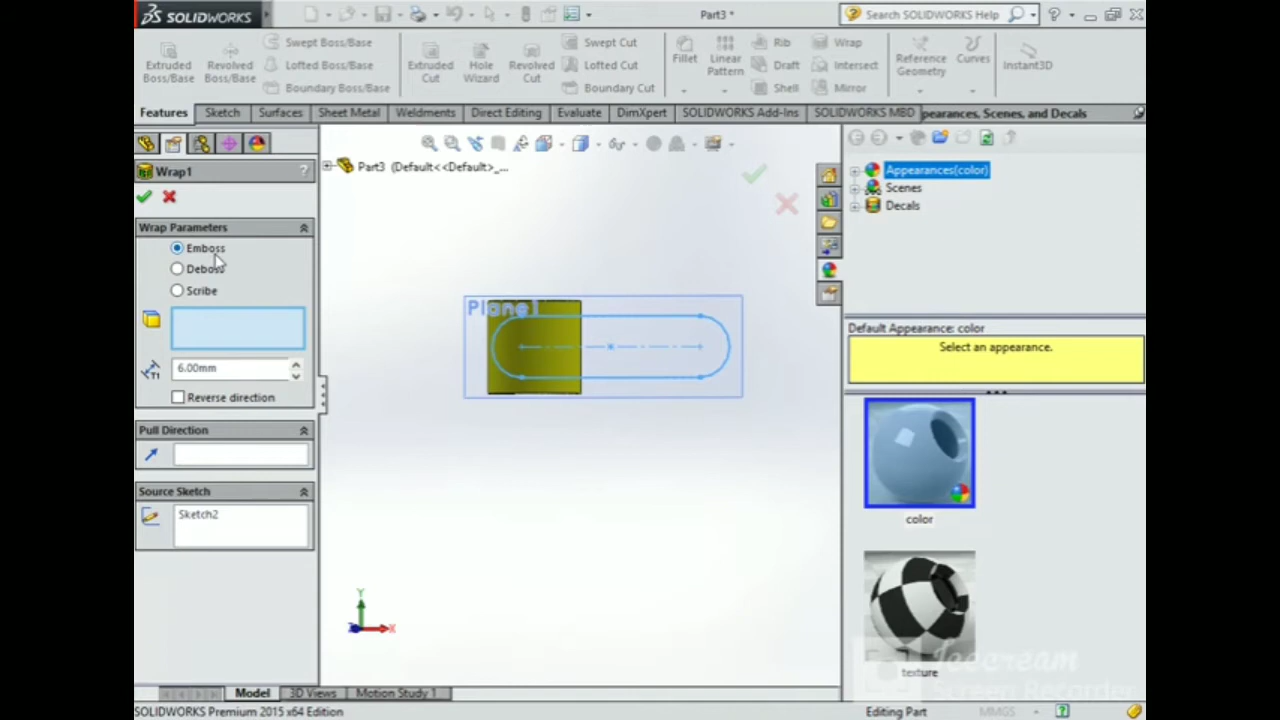 SOLIDWORKS
Part3 *
Search SOLIDWORKS Help
Extruded Boss/Base
Revolved Boss/Base
Swept Boss/Base
Lofted Boss/Base
Boundary Boss/Base
Extruded Cut
Hole Wizard
Revolved Cut
Swept Cut
Lofted Cut
Boundary Cut
Fillet
Linear Pattern
Rib
Draft
Shell
Wrap
Intersect
Mirror
Reference Geometry
Curves
Instant3D
Features
Sketch
Surfaces
Sheet Metal
Weldments
Direct Editing
Evaluate
DimXpert
SOLIDWORKS Add-Ins
SOLIDWORKS MBD
pearances, Scenes, and Decals
Wrap1
?
Part3 (Default<<Default>_...
Wrap Parameters
Emboss
Deboss
Scribe
6.00mm
Reverse direction
Pull Direction
Source Sketch
Sketch2
Plane1
Y
X
Z
Appearances(color)
Scenes
Decals
Default Appearance: color
Select an appearance.
color
texture
Icecream
Screen Recorder
Model
3D Views
Motion Study 1
SOLIDWORKS Premium 2015 x64 Edition
Editing Part
MMGS